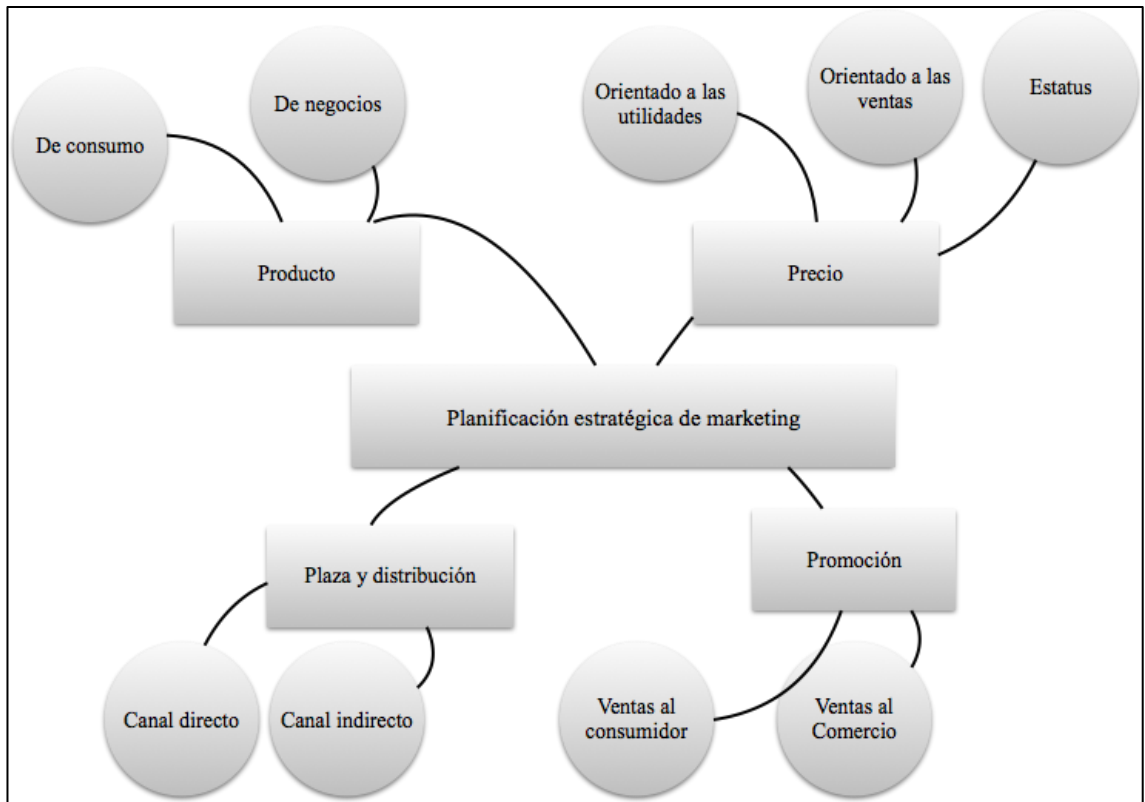 De consumo
De negocios
Orientado a las
utilidades
Orientado a las
ventas
Estatus
Producto
Precio
Planificación estratégica de marketing
Plaza y distribución
Promoción
Canal directo
Canal indirecto
Ventas al
consumidor
Ventas al
Comercio